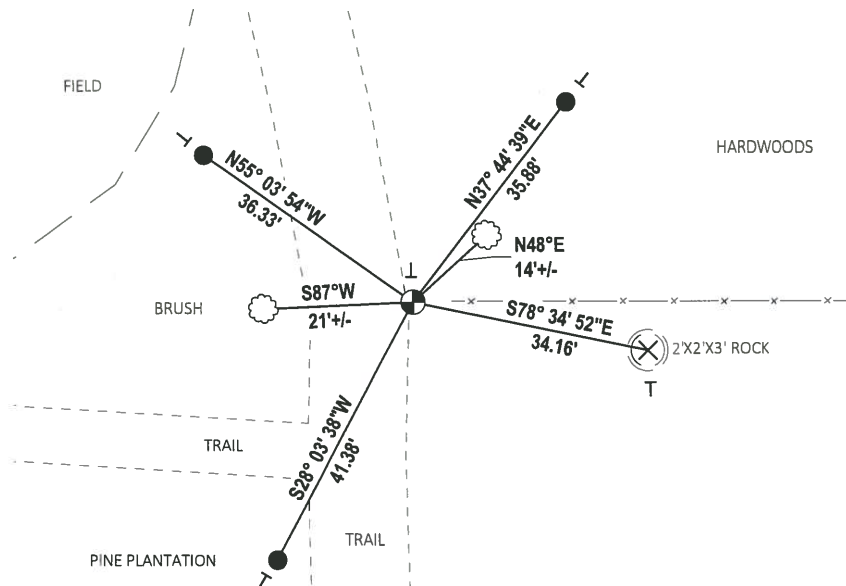 FIELD
HARDWOODS
N55° 03' 54"W
36.33'
N37° 44' 39"E
35.88'
N48°E
14'+/-
S87°W
21'+/-
BRUSH
S78° 34' 52"E
34.16'
2'X2'X3' ROCK
S28° 03' 38"W
41.38'
TRAIL
TRAIL
PINE PLANTATION